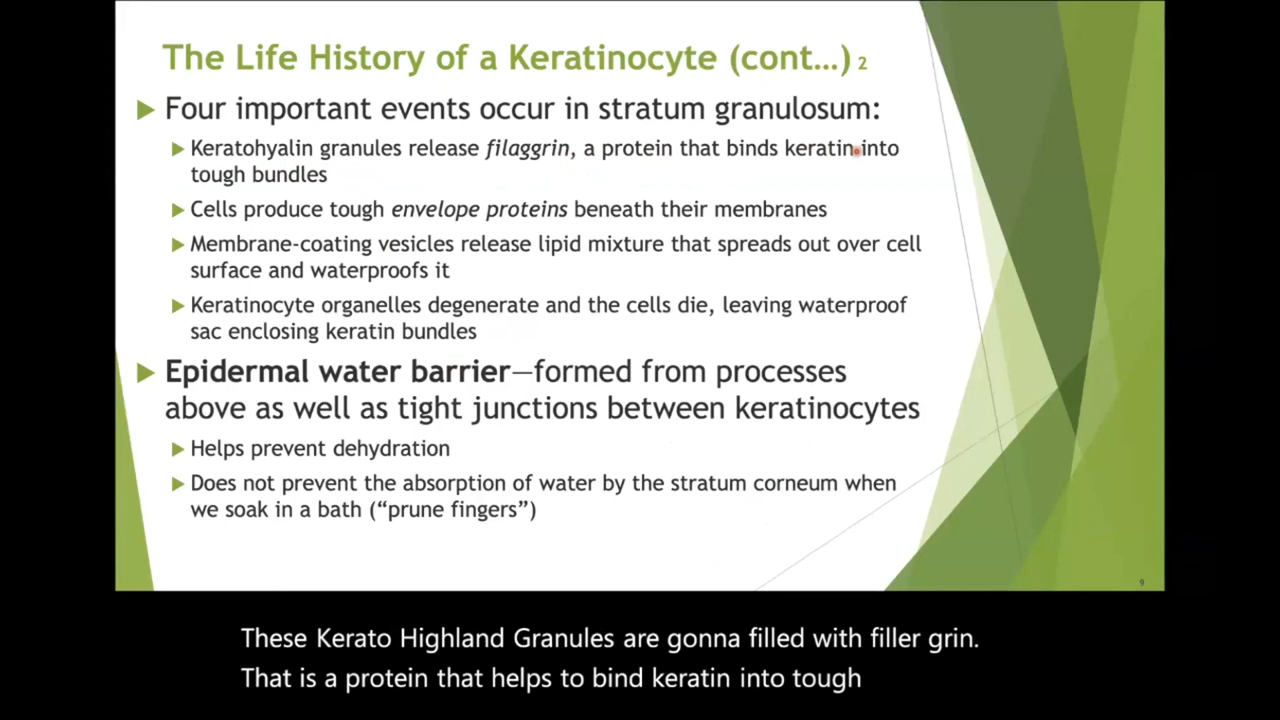 The Life History of a Keratinocyte (cont…) 2
Four important events occur in stratum granulosum:
Keratohyalin granules release filaggrin, a protein that binds keratin into
tough bundles
Cells produce tough envelope proteins beneath their membranes
Membrane-coating vesicles release lipid mixture that spreads out over cell
surface and waterproofs it
Keratinocyte organelles degenerate and the cells die, leaving waterproof
sac enclosing keratin bundles
Epidermal water barrier—formed from processes
above as well as tight junctions between keratinocytes
Helps prevent dehydration
Does not prevent the absorption of water by the stratum corneum when
we soak in a bath (“prune fingers”)
9
These Kerato Highland Granules are gonna filled with filler grin.
That is a protein that helps to bind keratin into tough